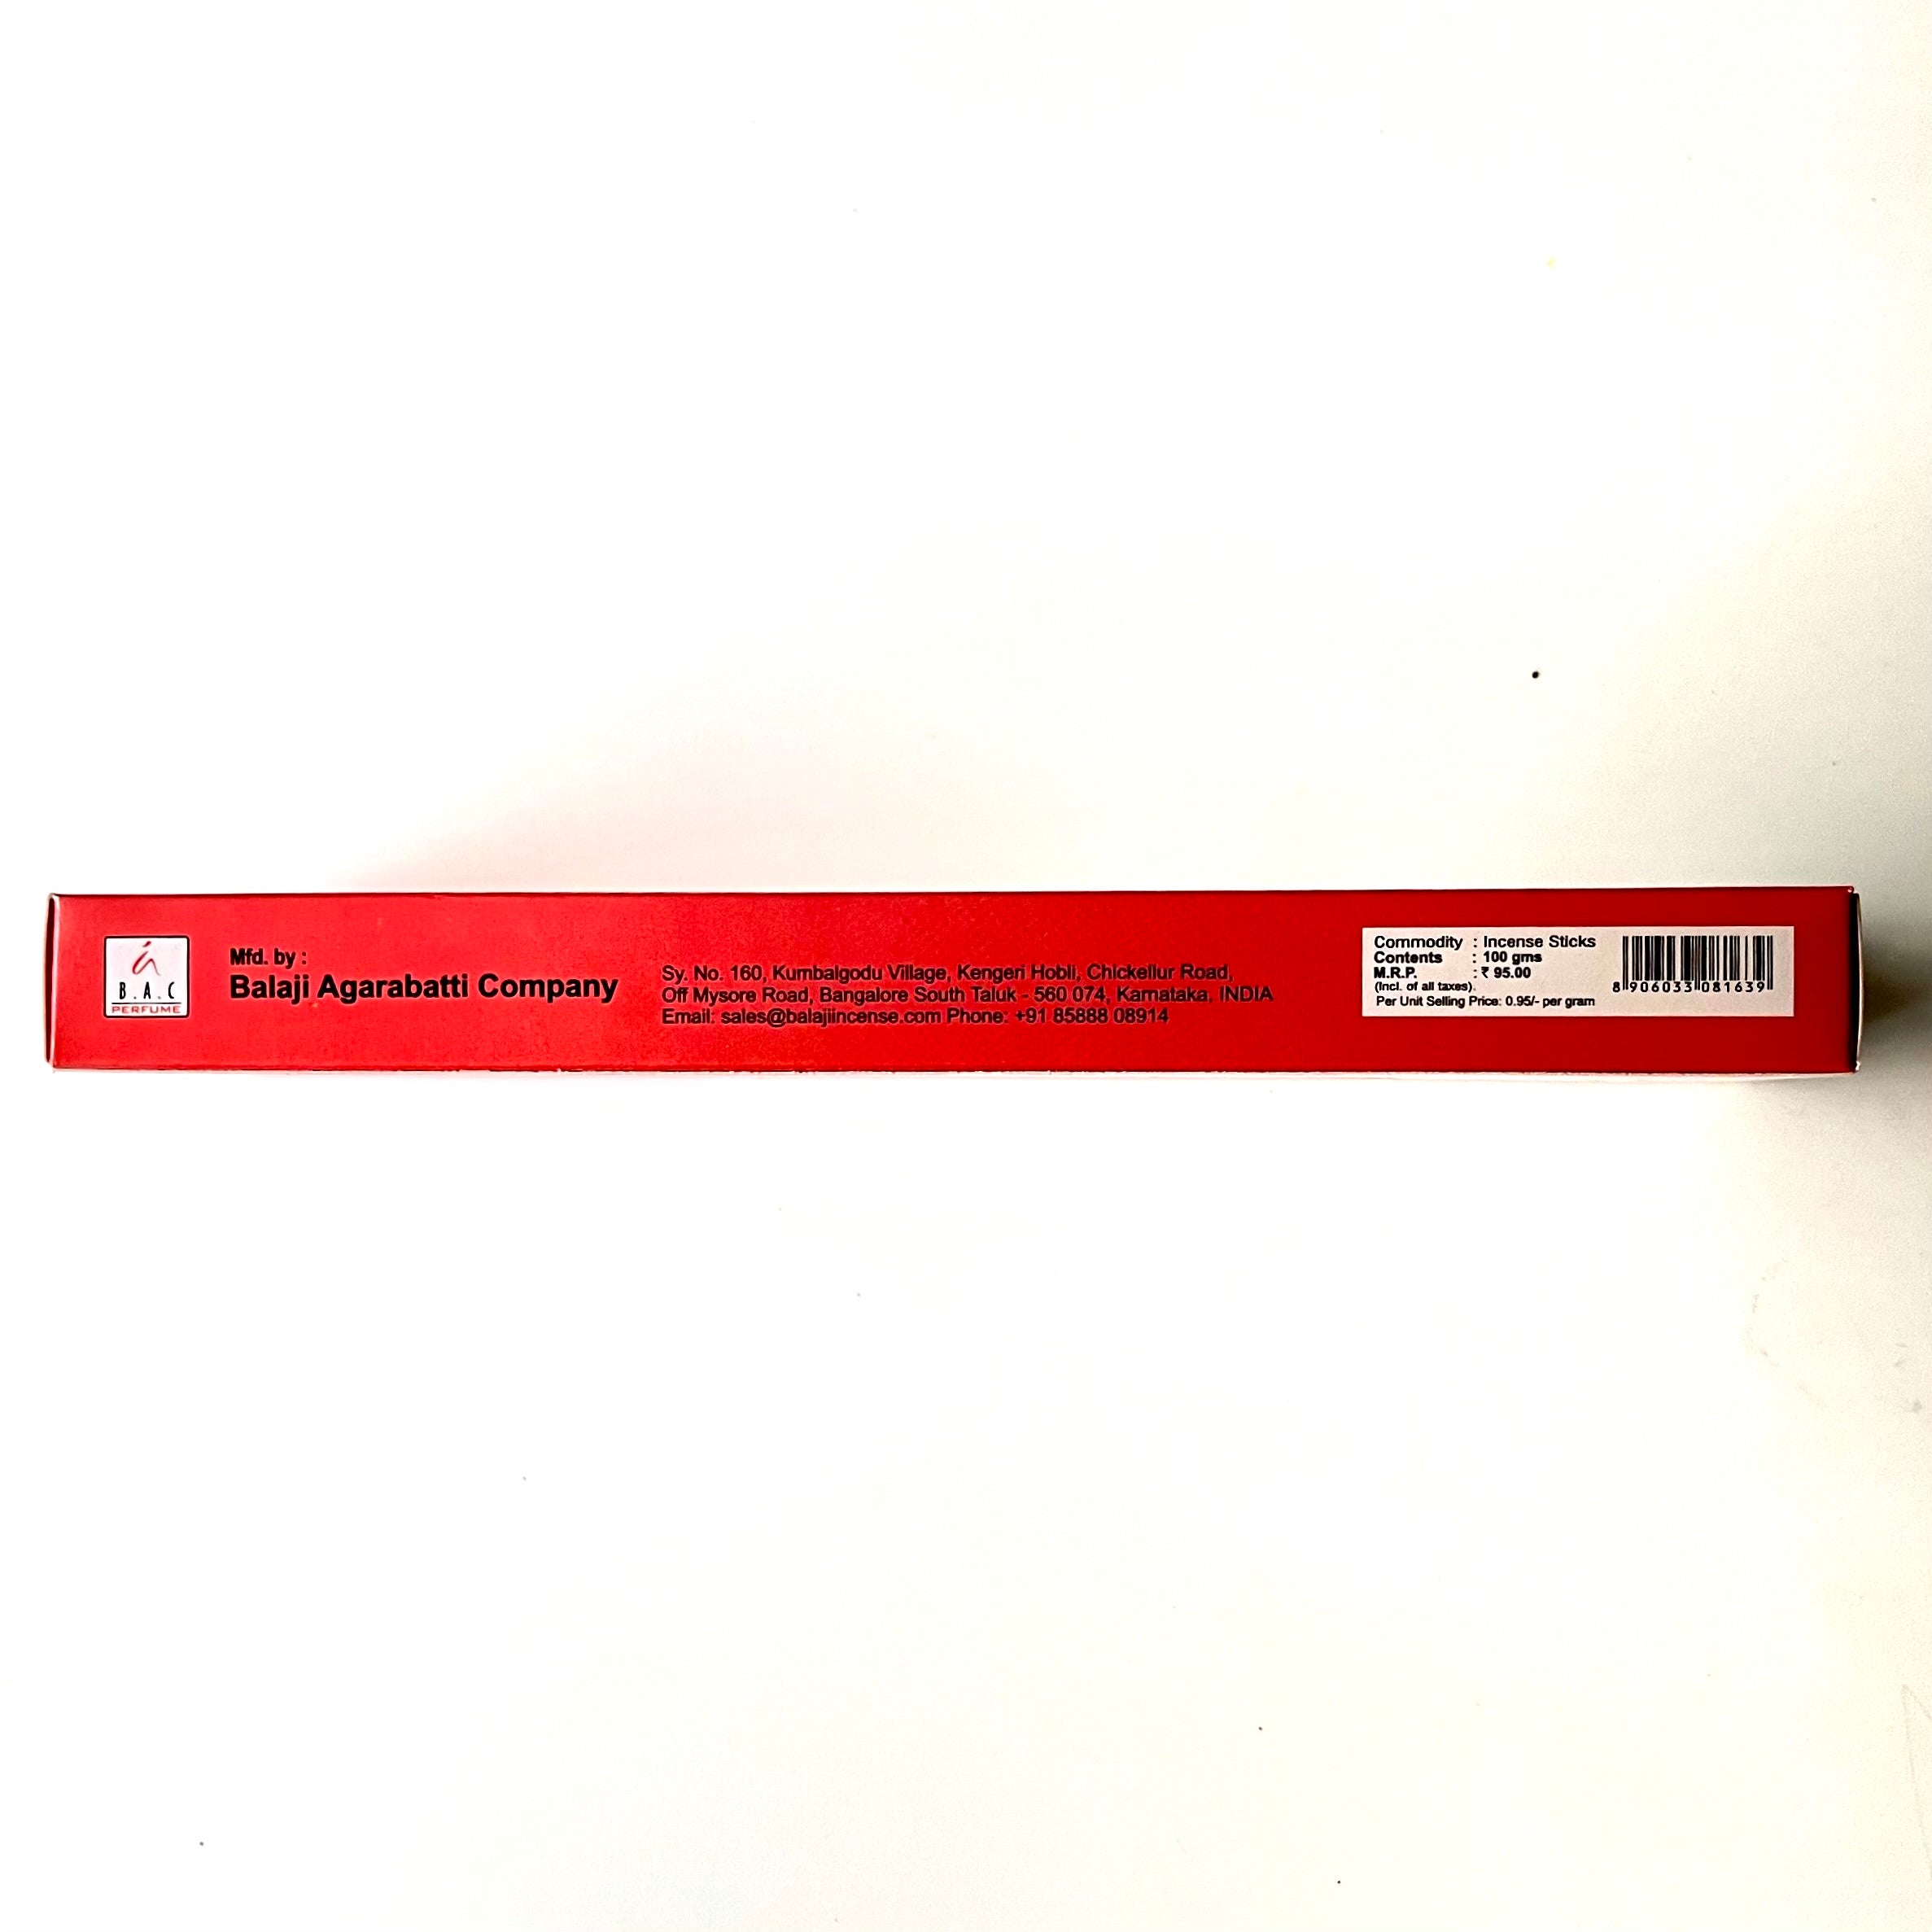 B.A.C
PERFUME
Mfd. by :
Balaji Agarabatti Company
Sy. No. 160, Kumbalgodu Village, Kengeri Hobli, Chickellur Road,
Off Mysore Road, Bangalore South Taluk - 560 074, Karnataka, INDIA
Email: sales@balajiincense.com Phone: +91 85888 08914
Commodity : Incense Sticks
Contents : 100 gms
M.R.P. : ₹ 95.00
(Incl. of all taxes).
Per Unit Selling Price: 0.95/- per gram
8 906033 081639